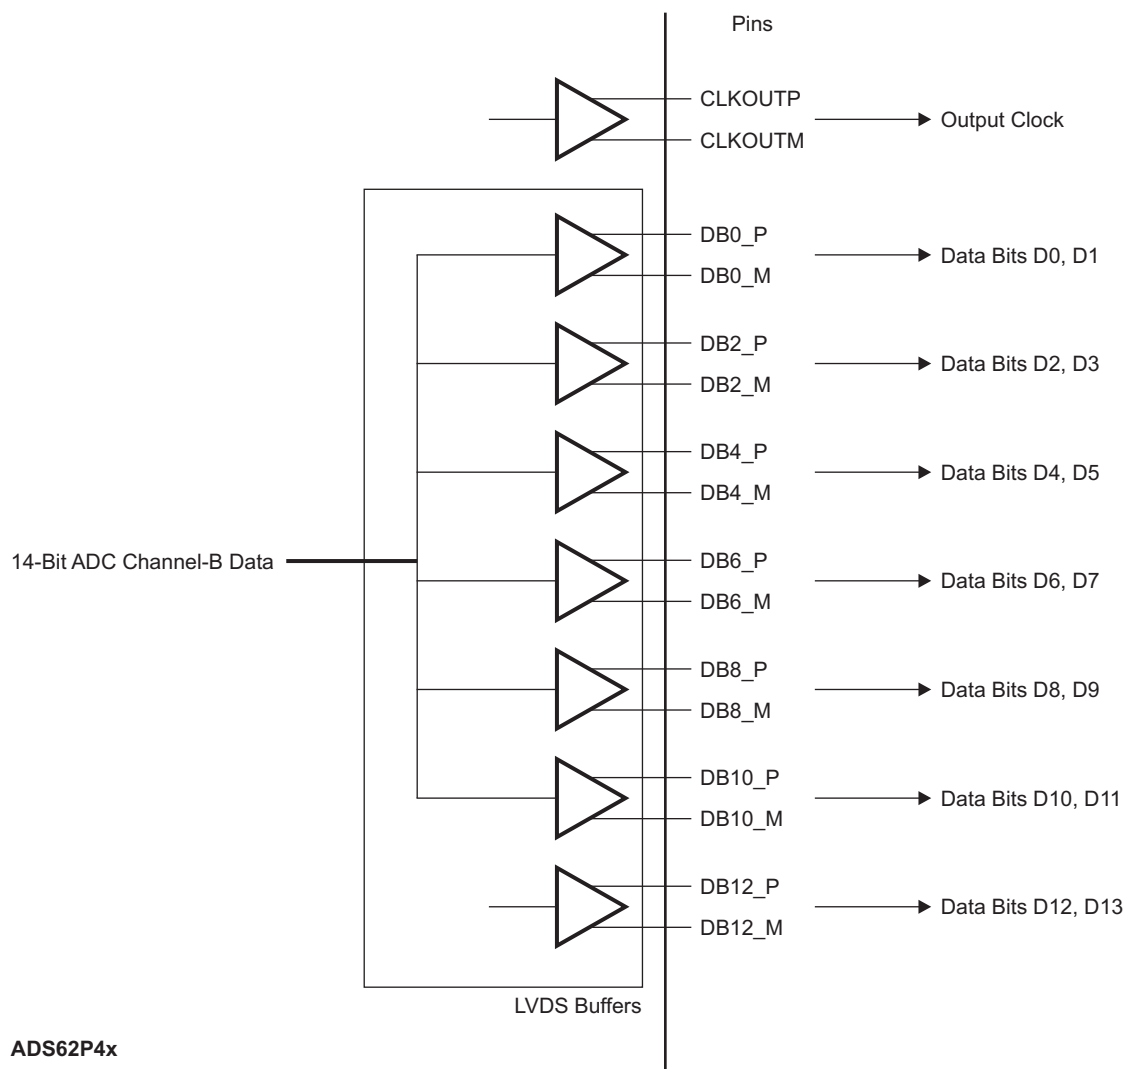 Pins
CLKOUTP
CLKOUTM
Output Clock
DB0_P
DB0_M
Data Bits D0, D1
DB2_P
DB2_M
Data Bits D2, D3
DB4_P
DB4_M
Data Bits D4, D5
14-Bit ADC Channel-B Data
DB6_P
DB6_M
Data Bits D6, D7
DB8_P
DB8_M
Data Bits D8, D9
DB10_P
DB10_M
Data Bits D10, D11
DB12_P
DB12_M
Data Bits D12, D13
LVDS Buffers
ADS62P4x